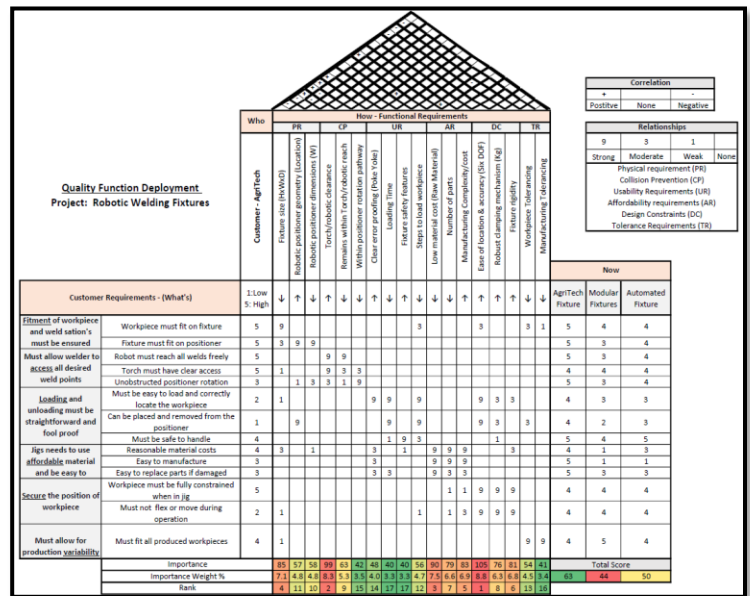 Correlation
+ -
Positve None Negative
Relationships
9 3 1
Strong Moderate Weak None
Physical requirement (PR)
Collision Prevention (CP)
Usability Requirements (UR)
Affordability requirements (AR)
Design Constraints (DC)
Tolerance Requirements (TR)
Quality Function Deployment
Project: Robotic Welding Fixtures
Who
How - Functional Requirements
PR CP UR AR DC TR
Customer - AgriTech
Fixture size (HxWxD)
Robotic positioner geometry (Location)
Robotic positioner dimensions (W)
Torch/robotic clearance
Remains within Torch/robotic reach
Within positioner rotation pathway
Clear error proofing (Poke Yoke)
Loading Time
Fixture safety features
Steps to load workpiece
Low material cost (Raw Material)
Number of parts
Manufacturing Complexity/cost
Ease of location & accuracy (Six DOF)
Robust clamping mechanism (Kg)
Fixture rigidity
Workpiece Tolerancing
Manufacturing Tolerancing
Now
Customer Requirements - (What's)
1:Low
5: High
↓ ↑ ↓ ↑ ↑ ↓ ↑ ↓ ↑ ↓ ↓ ↓ ↓ ↑ ↑ ↑ ↓ ↓
AgriTech Fixture
Modular Fixtures
Automated Fixture
Fitment of workpiece
and weld sation's
must be ensured
Workpiece must fit on fixture 5 9 3 3 3 1 5 4 4
Fixture must fit on positioner 5 3 9 9 5 3 4
Must allow welder to
access all desired
weld points
Robot must reach all welds freely 5 9 9 5 3 4
Torch must have clear access 5 1 9 3 3 4 4 4
Unobstructed positioner rotation 3 1 3 3 1 9 5 3 4
Loading and
unloading must be
straightforward and
fool proof
Must be easy to load and correctly
locate the workpiece
2 1 9 9 9 9 3 3 4 3 3
Can be placed and removed from the
positioner
1 9 9 9 9 3 3 4 2 3
Must be safe to handle 4 1 9 3 1 5 4 5
Jigs needs to use
affordable material
and be easy to
Reasonable material costs 4 3 1 3 1 9 9 9 3 4 1 3
Easy to manufacture 3 3 9 9 9 5 1 1
Easy to replace parts if damaged 3 3 3 9 3 3 5 3 3
Secure the position of
workpiece
Workpiece must be fully constrained
when in jig
5 1 1 9 9 9 4 4 4
Must not flex or move during
operation
2 1 1 1 3 9 9 9 4 4 4
Must allow for
production variability
Must fit all produced workpieces 4 1 9 9 4 5 4
Importance 85 57 58 99 63 42 48 40 40 56 90 79 83 105 76 81 54 41 Total Score
Importance Weight % 7.1 4.8 4.8 8.3 5.3 3.5 4.0 3.3 3.3 4.7 7.5 6.6 6.9 8.8 6.3 6.8 4.5 3.4 63 44 50
Rank 4 11 10 2 9 15 14 17 17 12 3 7 5 1 8 6 13 16